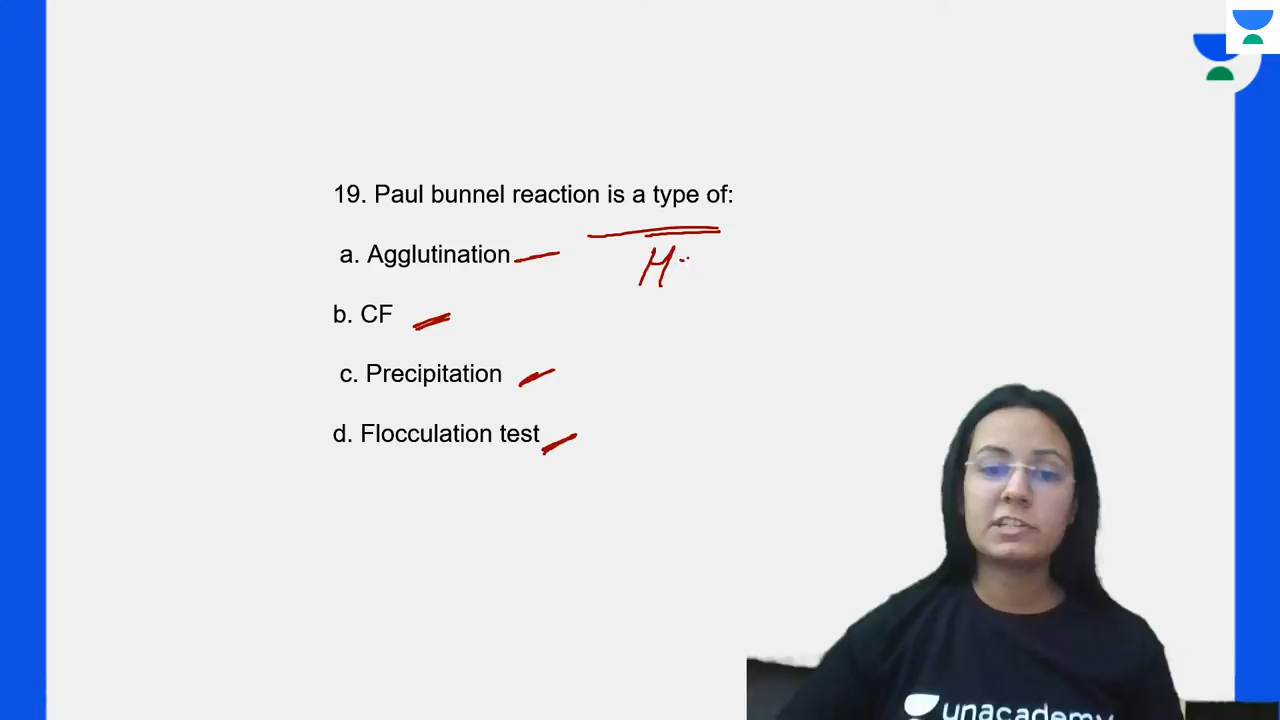 19. Paul bunnel reaction is a type of:
a. Agglutination
H
b. CF
c. Precipitation
d. Flocculation test
unacademy